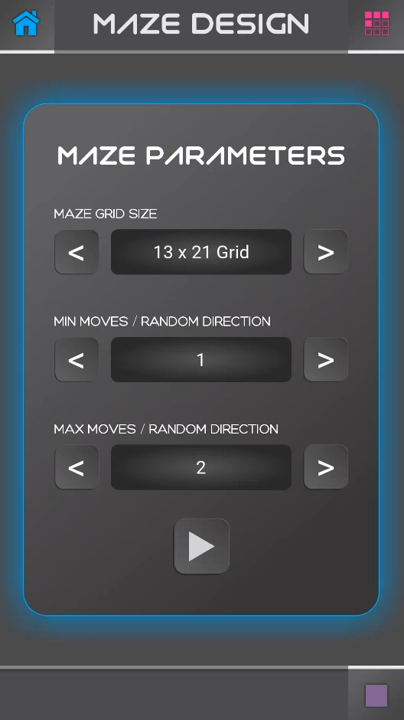 MAZE DESIGN
MAZE PARAMETERS
MAZE GRID SIZE
< 13 x 21 Grid >
MIN MOVES / RANDOM DIRECTION
< 1 >
MAX MOVES / RANDOM DIRECTION
< 2 >